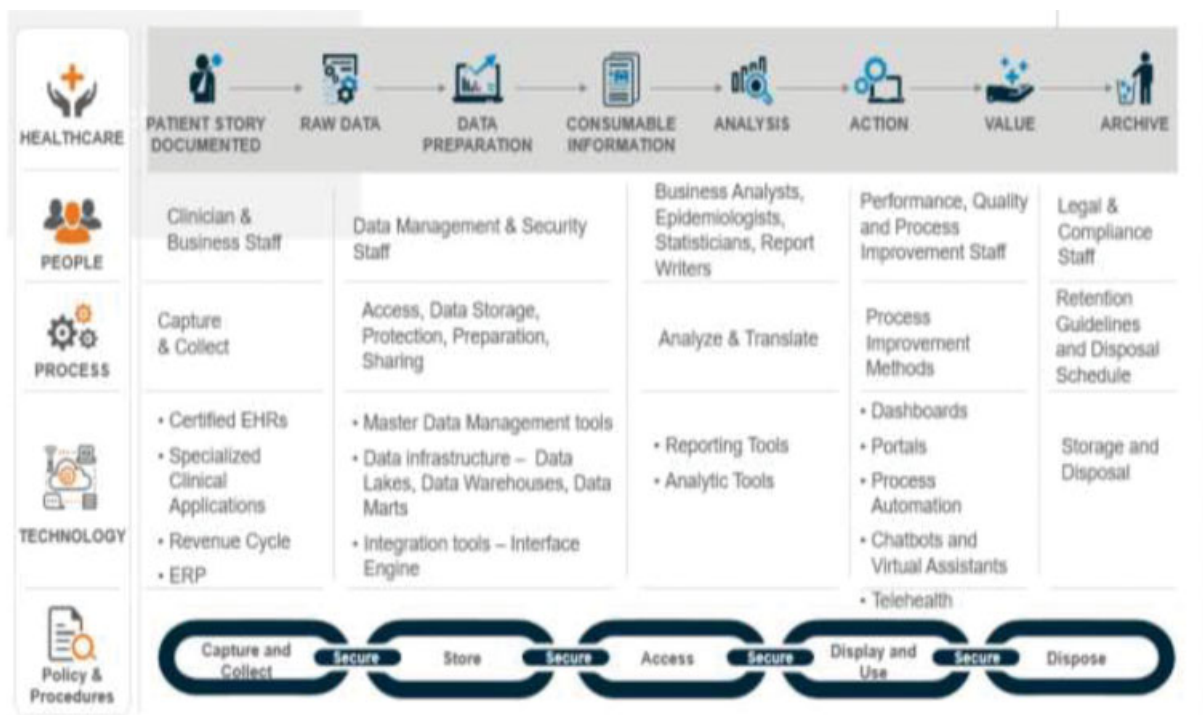 HEALTHCARE
PATIENT STORY
DOCUMENTED
RAW DATA
DATA
PREPARATION
CONSUMABLE
INFORMATION
ANALYSIS
ACTION
VALUE
ARCHIVE
PEOPLE
Clinician &
Business Staff
Data Management & Security
Staff
Business Analysts,
Epidemiologists,
Statisticians, Report
Writers
Performance, Quality
and Process
Improvement Staff
Legal &
Compliance
Staff
PROCESS
Capture
& Collect
Access, Data Storage,
Protection, Preparation,
Sharing
Analyze & Translate
Process
Improvement
Methods
Retention
Guidelines
and Disposal
Schedule
TECHNOLOGY
• Certified EHRs
• Specialized
Clinical
Applications
• Revenue Cycle
• ERP
• Master Data Management tools
• Data infrastructure – Data
Lakes, Data Warehouses, Data
Marts
• Integration tools – Interface
Engine
• Reporting Tools
• Analytic Tools
• Dashboards
• Portals
• Process
Automation
• Chatbots and
Virtual Assistants
• Telehealth
Storage and
Disposal
Policy &
Procedures
Capture and
Collect
Secure
Store
Secure
Access
Secure
Display and
Use
Secure
Dispose